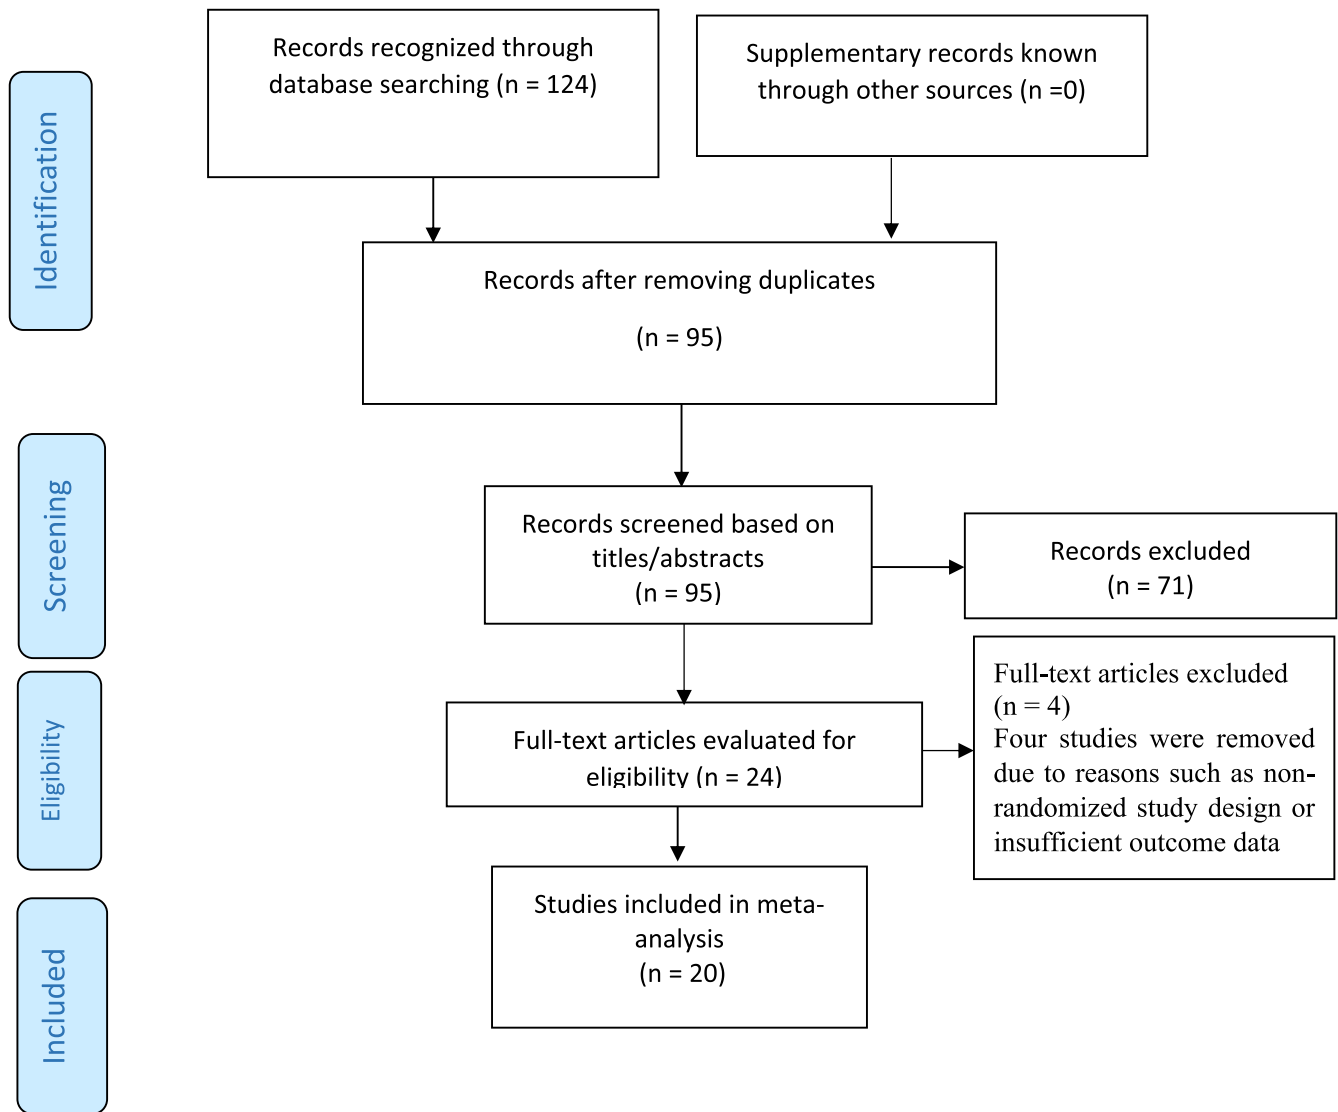 Identification
Records recognized through
database searching (n = 124)
Supplementary records known
through other sources (n =0)
Records after removing duplicates
(n = 95)
Screening
Records screened based on
titles/abstracts
(n = 95)
Records excluded
(n = 71)
Eligibility
Full-text articles evaluated for
eligibility (n = 24)
Full-text articles excluded
(n = 4)
Four studies were removed
due to reasons such as non-
randomized study design or
insufficient outcome data
Included
Studies included in meta-
analysis
(n = 20)